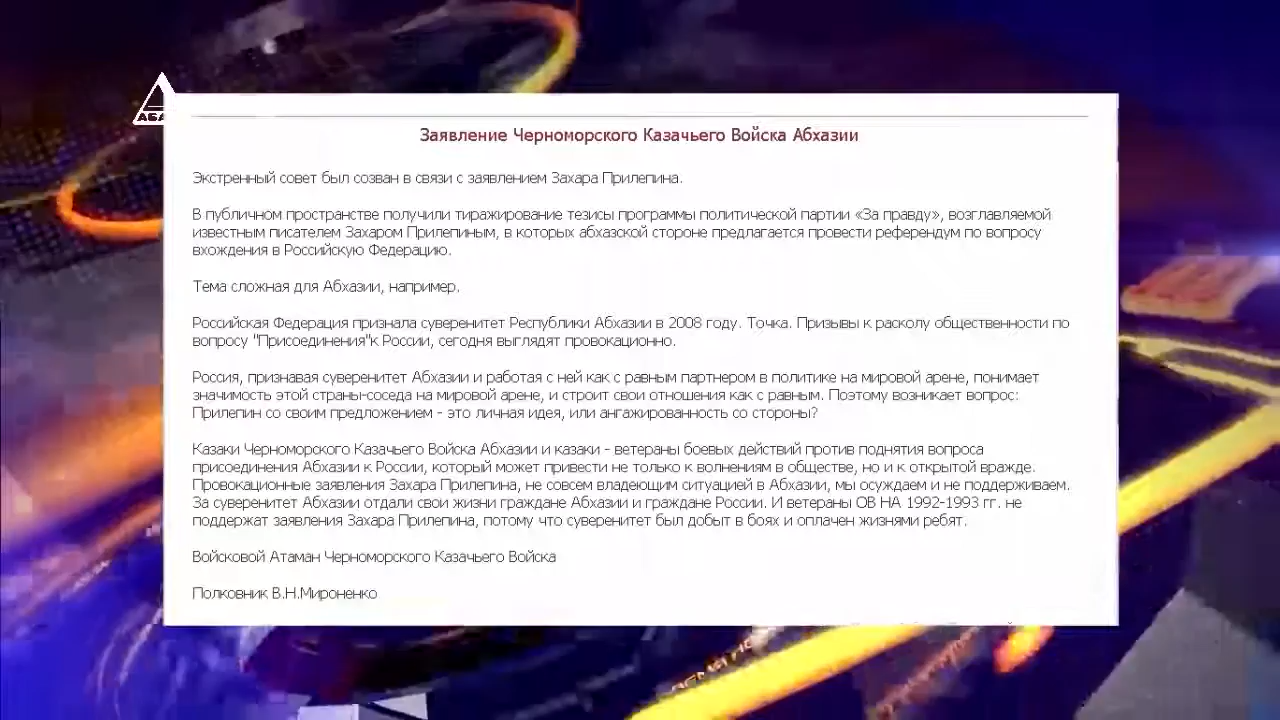 АБА
Заявление Черноморского Казачьего Войска Абхазии
Экстренный совет был созван в связи с заявлением Захара Прилепина.
В публичном пространстве получили тиражирование тезисы программы политической партии «За правду», возглавляемой
известным писателем Захаром Прилепиным, в которых абхазской стороне предлагается провести референдум по вопросу
вхождения в Российскую Федерацию.
Тема сложная для Абхазии, например.
Российская Федерация признала суверенитет Республики Абхазии в 2008 году. Точка. Призывы к расколу общественности по
вопросу "Присоединения"к России, сегодня выглядят провокационно.
Россия, признавая суверенитет Абхазии и работая с ней как с равным партнером в политике на мировой арене, понимает
значимость этой страны-соседа на мировой арене, и строит свои отношения как с равным. Поэтому возникает вопрос:
Прилепин со своим предложением - это личная идея, или ангажированность со стороны?
Казаки Черноморского Казачьего Войска Абхазии и казаки - ветераны боевых действий против поднятия вопроса
присоединения Абхазии к России, который может привести не только к волнениям в обществе, но и к открытой вражде.
Провокационные заявления Захара Прилепина, не совсем владеющим ситуацией в Абхазии, мы осуждаем и не поддерживаем.
За суверенитет Абхазии отдали свои жизни граждане Абхазии и граждане России. И ветераны ОВ НА 1992-1993 гг. не
поддержат заявления Захара Прилепина, потому что суверенитет был добыт в боях и оплачен жизнями ребят.
Войсковой Атаман Черноморского Казачьего Войска
Полковник В.Н.Мироненко